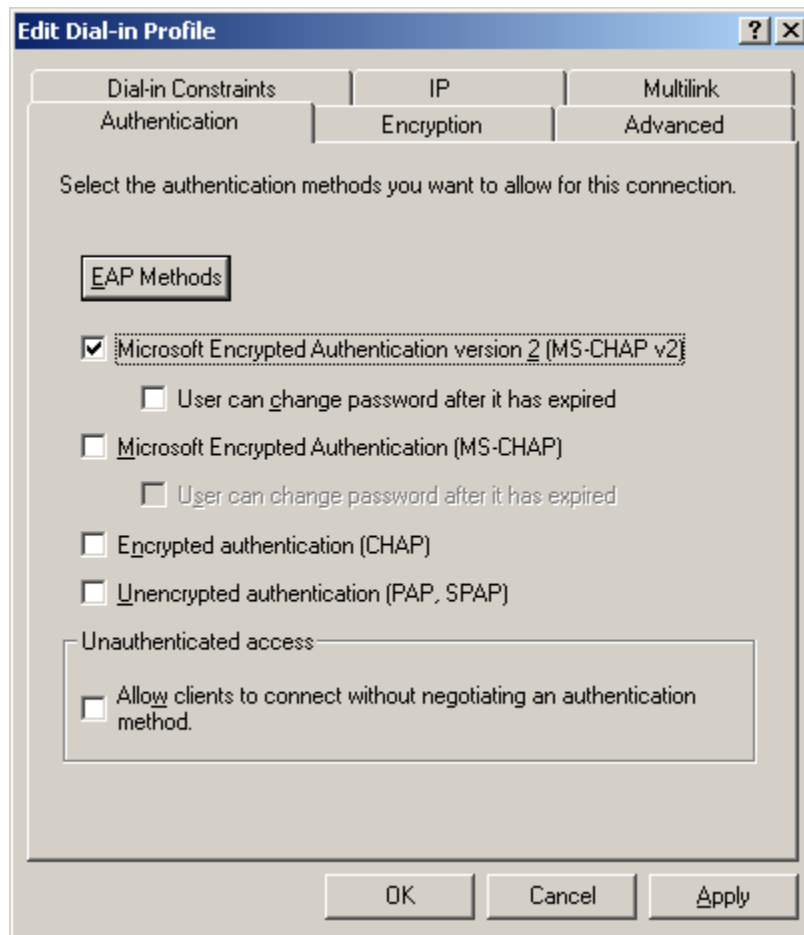 Edit Dial-in Profile
Dial-in Constraints IP Multilink
Authentication Encryption Advanced
Select the authentication methods you want to allow for this connection.
EAP Methods
Microsoft Encrypted Authentication version 2 (MS-CHAP v2)
User can change password after it has expired
Microsoft Encrypted Authentication (MS-CHAP)
User can change password after it has expired
Encrypted authentication (CHAP)
Unencrypted authentication (PAP, SPAP)
Unauthenticated access
Allow clients to connect without negotiating an authentication
method.
OK Cancel Apply